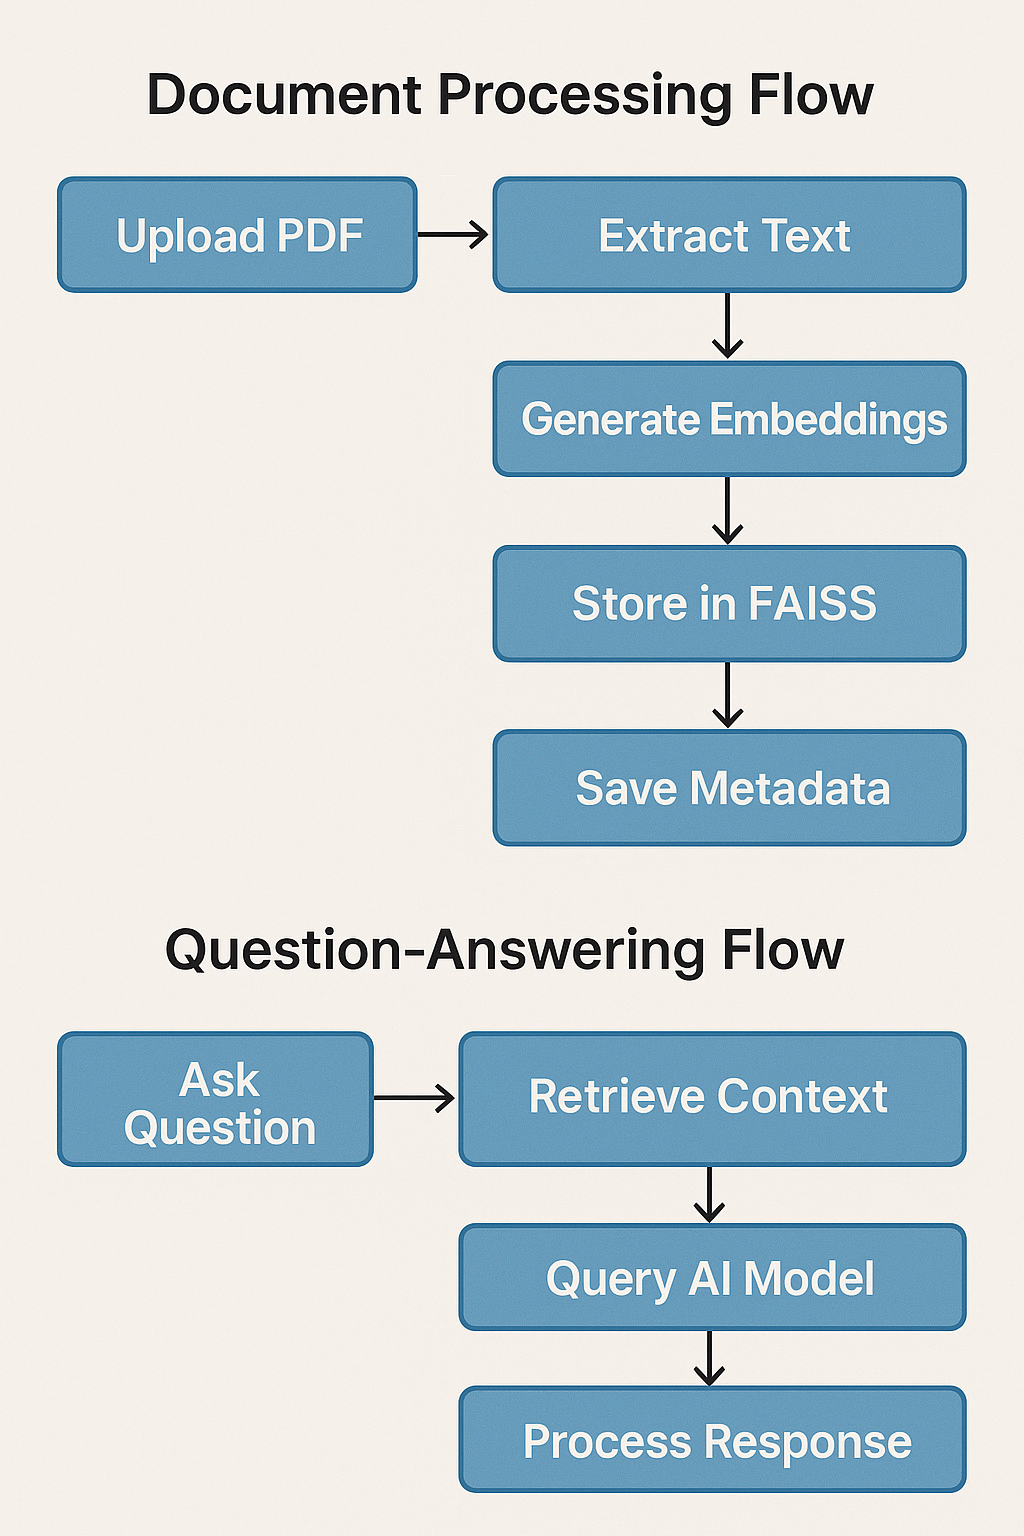 Document Processing Flow
Upload PDF
Extract Text
Generate Embeddings
Store in FAISS
Save Metadata
Question-Answering Flow
Ask
Question
Retrieve Context
Query AI Model
Process Response